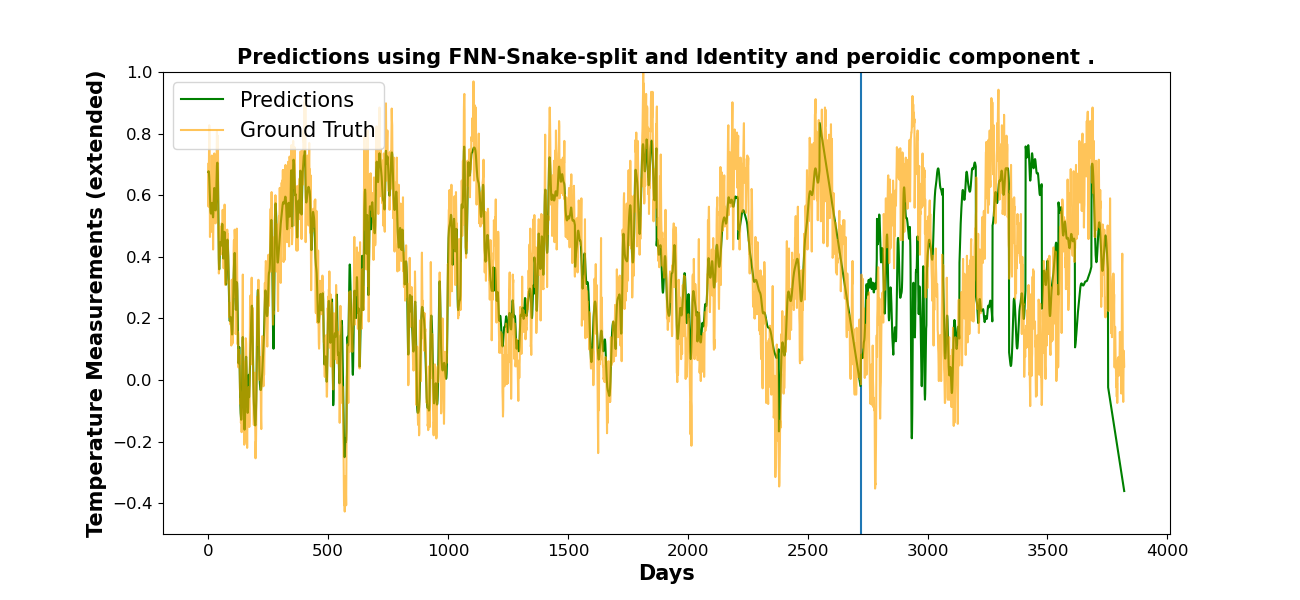 Predictions using FNN-Snake-split and Identity and peroidic component .
Temperature Measurements (extended)
1.0
0.8
0.6
0.4
0.2
0.0
−0.2
−0.4
Predictions
Ground Truth
0 500 1000 1500 2000 2500 3000 3500 4000
Days